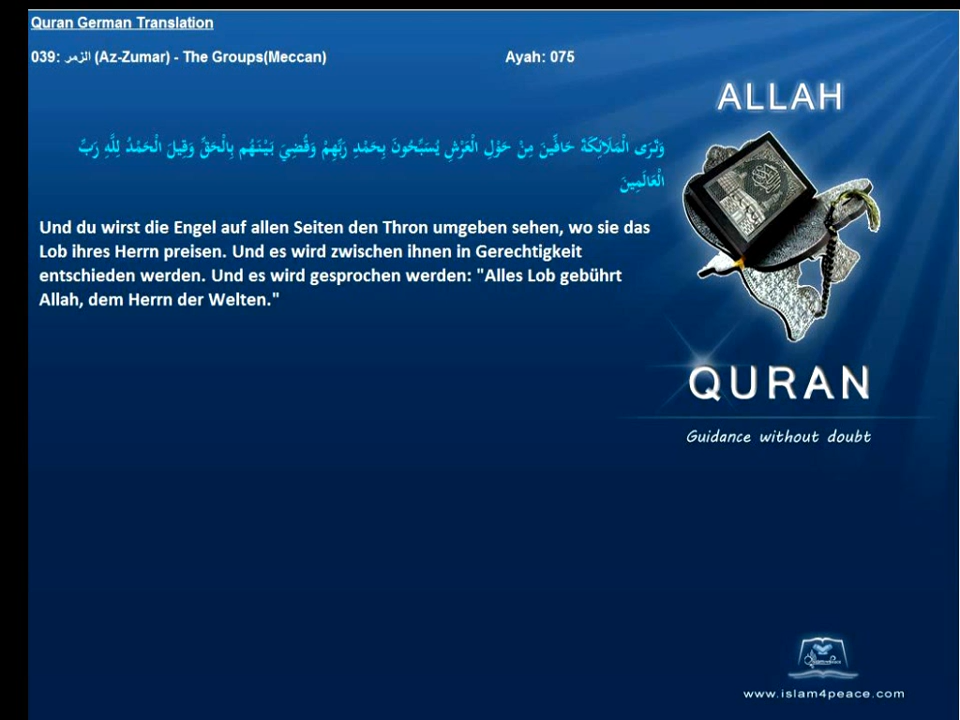 Quran German Translation
039: الزمر (Az-Zumar) - The Groups(Meccan) Ayah: 075
ALLAH
وَتَرَى الْمَلَائِكَةَ حَافِّينَ مِنْ حَوْلِ الْعَرْشِ يُسَبِّحُونَ بِحَمْدِ رَبِّهِمْ وَقُضِيَ بَيْنَهُم بِالْحَقِّ وَقِيلَ الْحَمْدُ لِلَّهِ رَبِّ
الْعَالَمِينَ
Und du wirst die Engel auf allen Seiten den Thron umgeben sehen, wo sie das
Lob ihres Herrn preisen. Und es wird zwischen ihnen in Gerechtigkeit
entschieden werden. Und es wird gesprochen werden: "Alles Lob gebührt
Allah, dem Herrn der Welten."
QURAN
Guidance without doubt
www.islam4peace.com